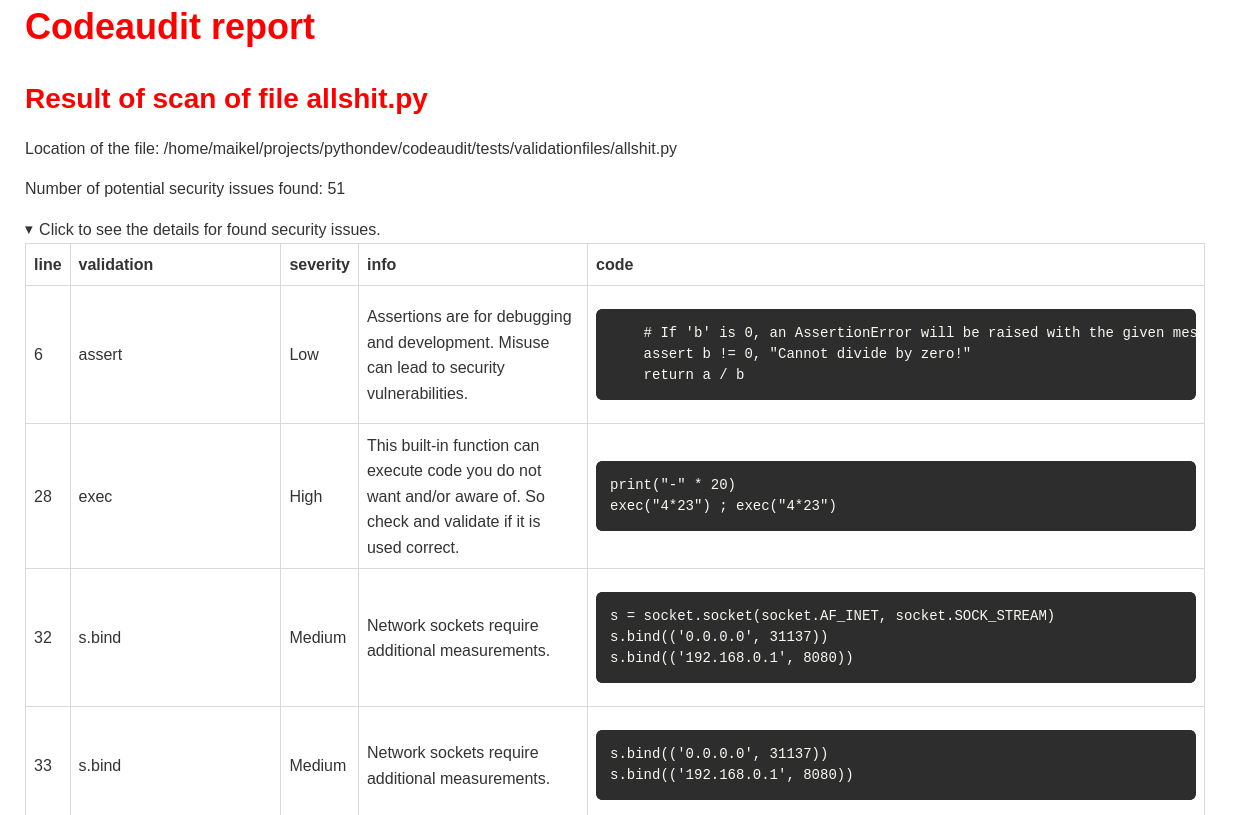 Codeaudit report
Result of scan of file allshit.py
Location of the file: /home/maikel/projects/pythondev/codeaudit/tests/validationfiles/allshit.py
Number of potential security issues found: 51
▾ Click to see the details for found security issues.
line validation severity info code
6 assert Low
Assertions are for debugging
and development. Misuse
can lead to security
vulnerabilities.
# If 'b' is 0, an AssertionError will be raised with the given mes
assert b != 0, "Cannot divide by zero!"
return a / b
28 exec High
This built-in function can
execute code you do not
want and/or aware of. So
check and validate if it is
used correct.
print("-" * 20)
exec("4*23") ; exec("4*23")
32 s.bind Medium
Network sockets require
additional measurements.
s = socket.socket(socket.AF_INET, socket.SOCK_STREAM)
s.bind(('0.0.0.0', 31137))
s.bind(('192.168.0.1', 8080))
33 s.bind Medium
Network sockets require
additional measurements.
s.bind(('0.0.0.0', 31137))
s.bind(('192.168.0.1', 8080))